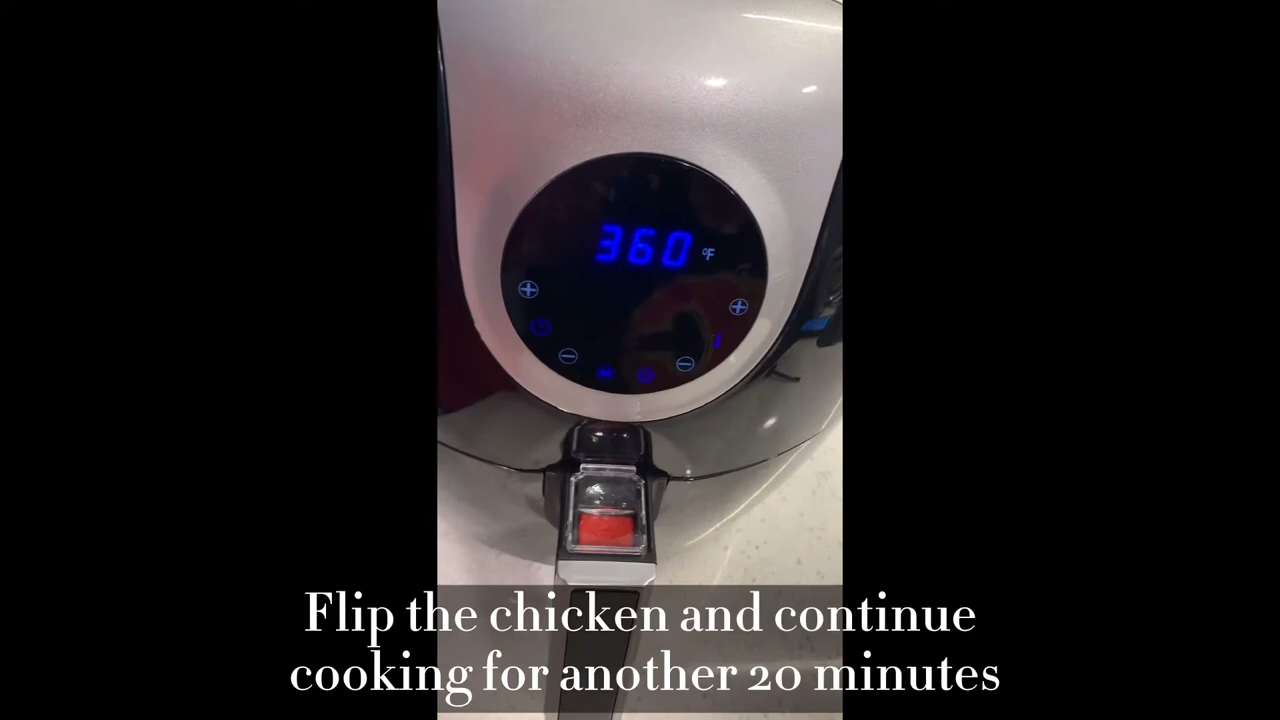 360 °F
Flip the chicken and continue
cooking for another 20 minutes